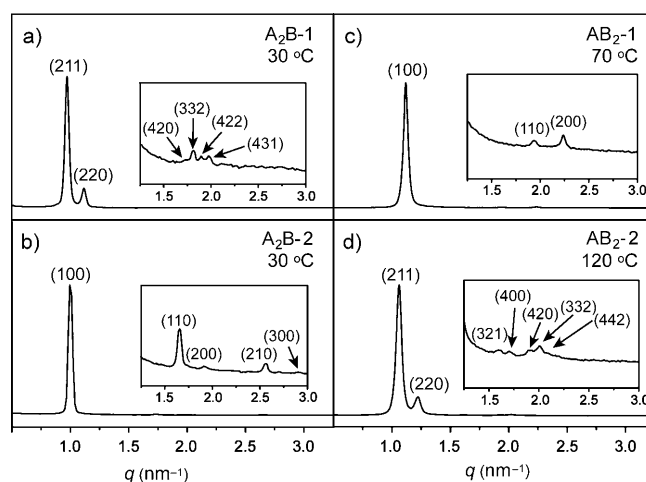 a)
A₂B-1
30 °C
(211)
(220)
(332)
(422)
(420)
(431)
1.5 2.0 2.5 3.0
c)
AB₂-1
70 °C
(100)
(110)
(200)
1.5 2.0 2.5 3.0
b)
A₂B-2
30 °C
(100)
(110)
(200)
(210)
(300)
1.5 2.0 2.5 3.0
d)
AB₂-2
120 °C
(211)
(220)
(400)
(332)
(321)
(420)
(442)
1.5 2.0 2.5 3.0
1.0 1.5 2.0 2.5 3.0
q (nm⁻¹)
1.0 1.5 2.0 2.5 3.0
q (nm⁻¹)